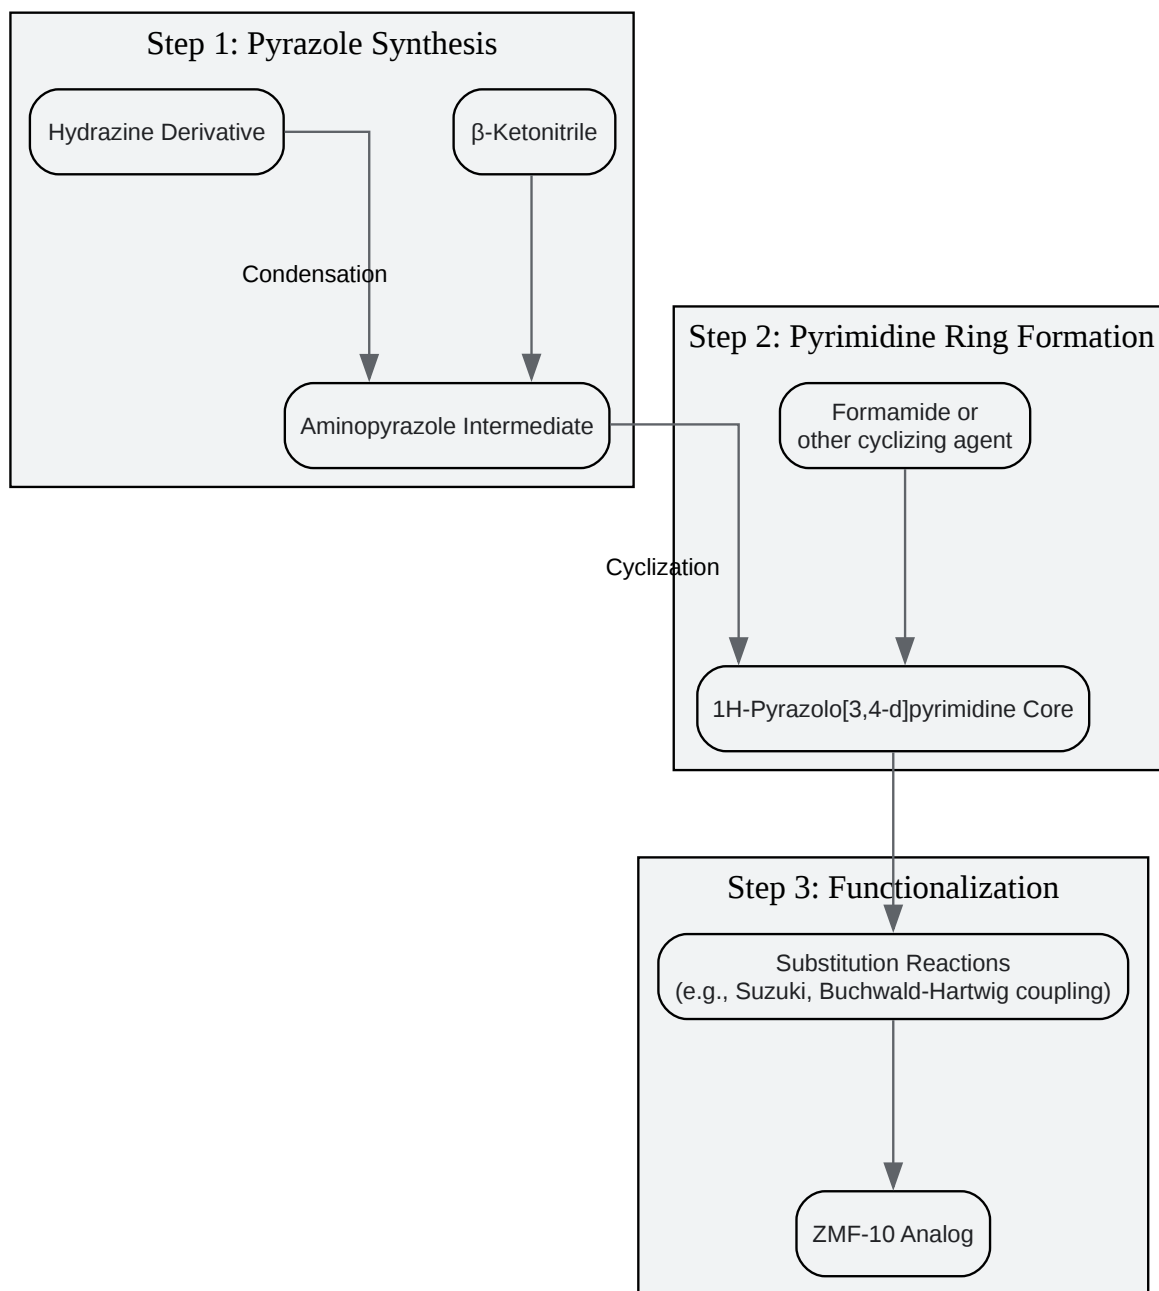 Step 1: Pyrazole Synthesis
Hydrazine Derivative
β-Ketonitrile
Condensation
Aminopyrazole Intermediate
Step 2: Pyrimidine Ring Formation
Formamide or
other cyclizing agent
Cyclization
1H-Pyrazolo[3,4-d]pyrimidine Core
Step 3: Functionalization
Substitution Reactions
(e.g., Suzuki, Buchwald-Hartwig coupling)
ZMF-10 Analog